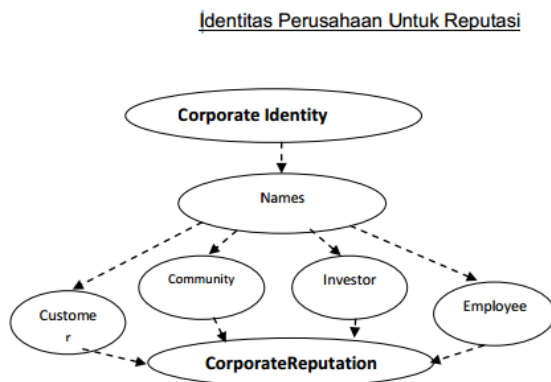 Identitas Perusahaan Untuk Reputasi
Corporate Identity
Names
Community
Investor
Custome
r
Employee
CorporateReputation